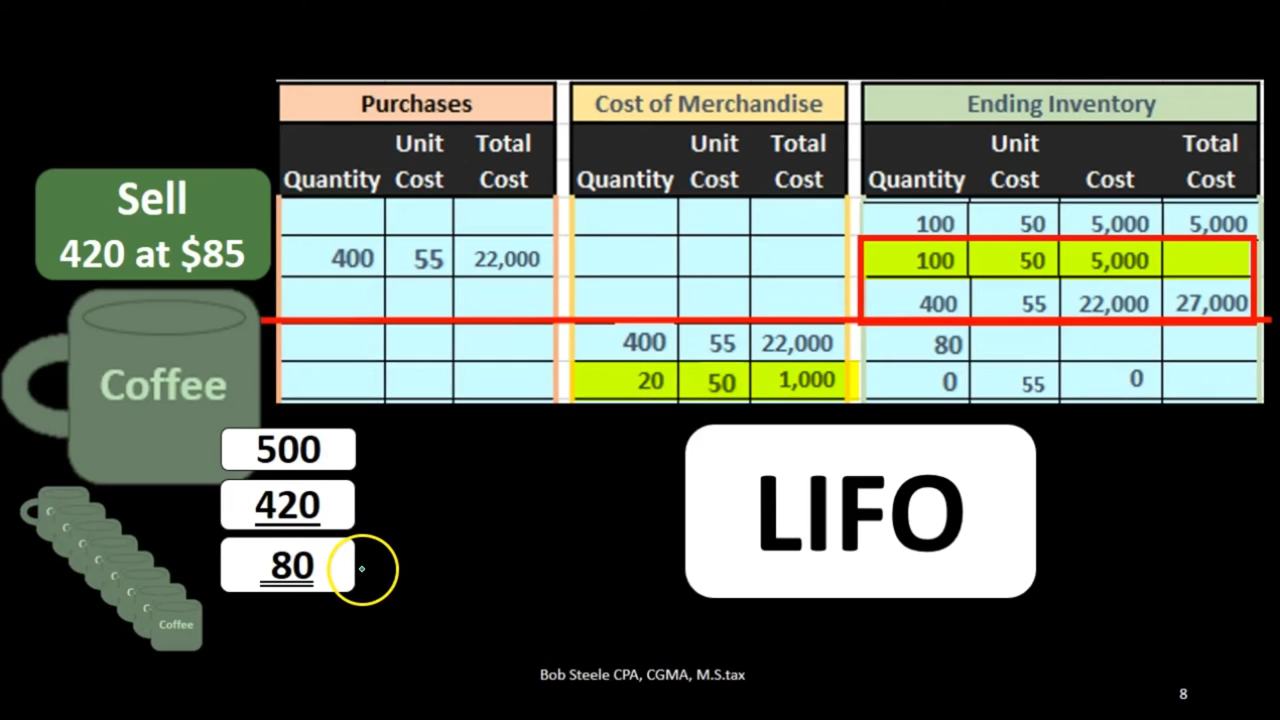 Purchases
Cost of Merchandise
Ending Inventory
Unit Total
Quantity Cost Cost
Unit Total
Quantity Cost Cost
Unit Total
Quantity Cost Cost Cost
Sell
420 at $85
100 50 5,000 5,000
400 55 22,000
100 50 5,000
400 55 22,000 27,000
400 55 22,000
80
20 50 1,000
0 55 0
Coffee
500
420
80
LIFO
C
C
C
C
C
C
C
Coffee
Bob Steele CPA, CGMA, M.S.tax
8